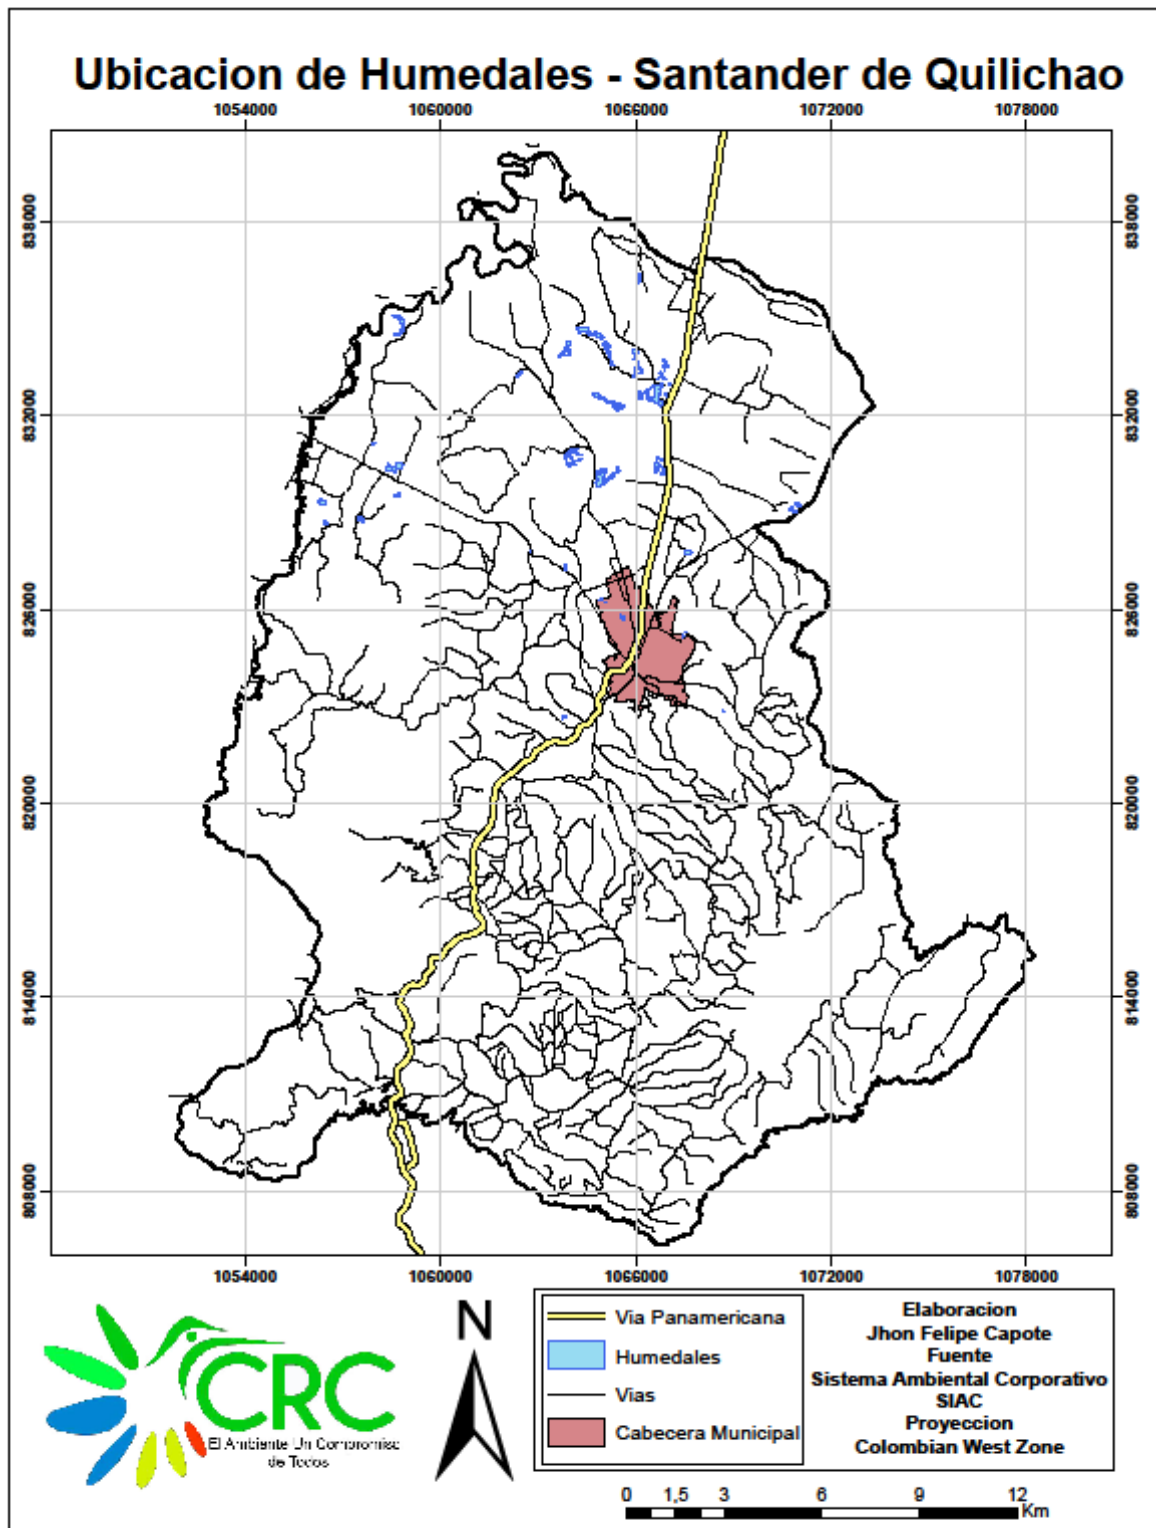 Ubicacion de Humedales - Santander de Quilichao
1054000 1060000 1066000 1072000 1078000
838000 838000
832000 832000
826000 826000
820000 820000
814000 814000
808000 808000
1054000 1060000 1066000 1072000 1078000
CRC
El Ambiente Un Compromiso
de Todos
N
Via Panamericana
Humedales
Vias
Cabecera Municipal
Elaboracion
Jhon Felipe Capote
Fuente
Sistema Ambiental Corporativo
SIAC
Proyeccion
Colombian West Zone
0 1,5 3 6 9 12
Km